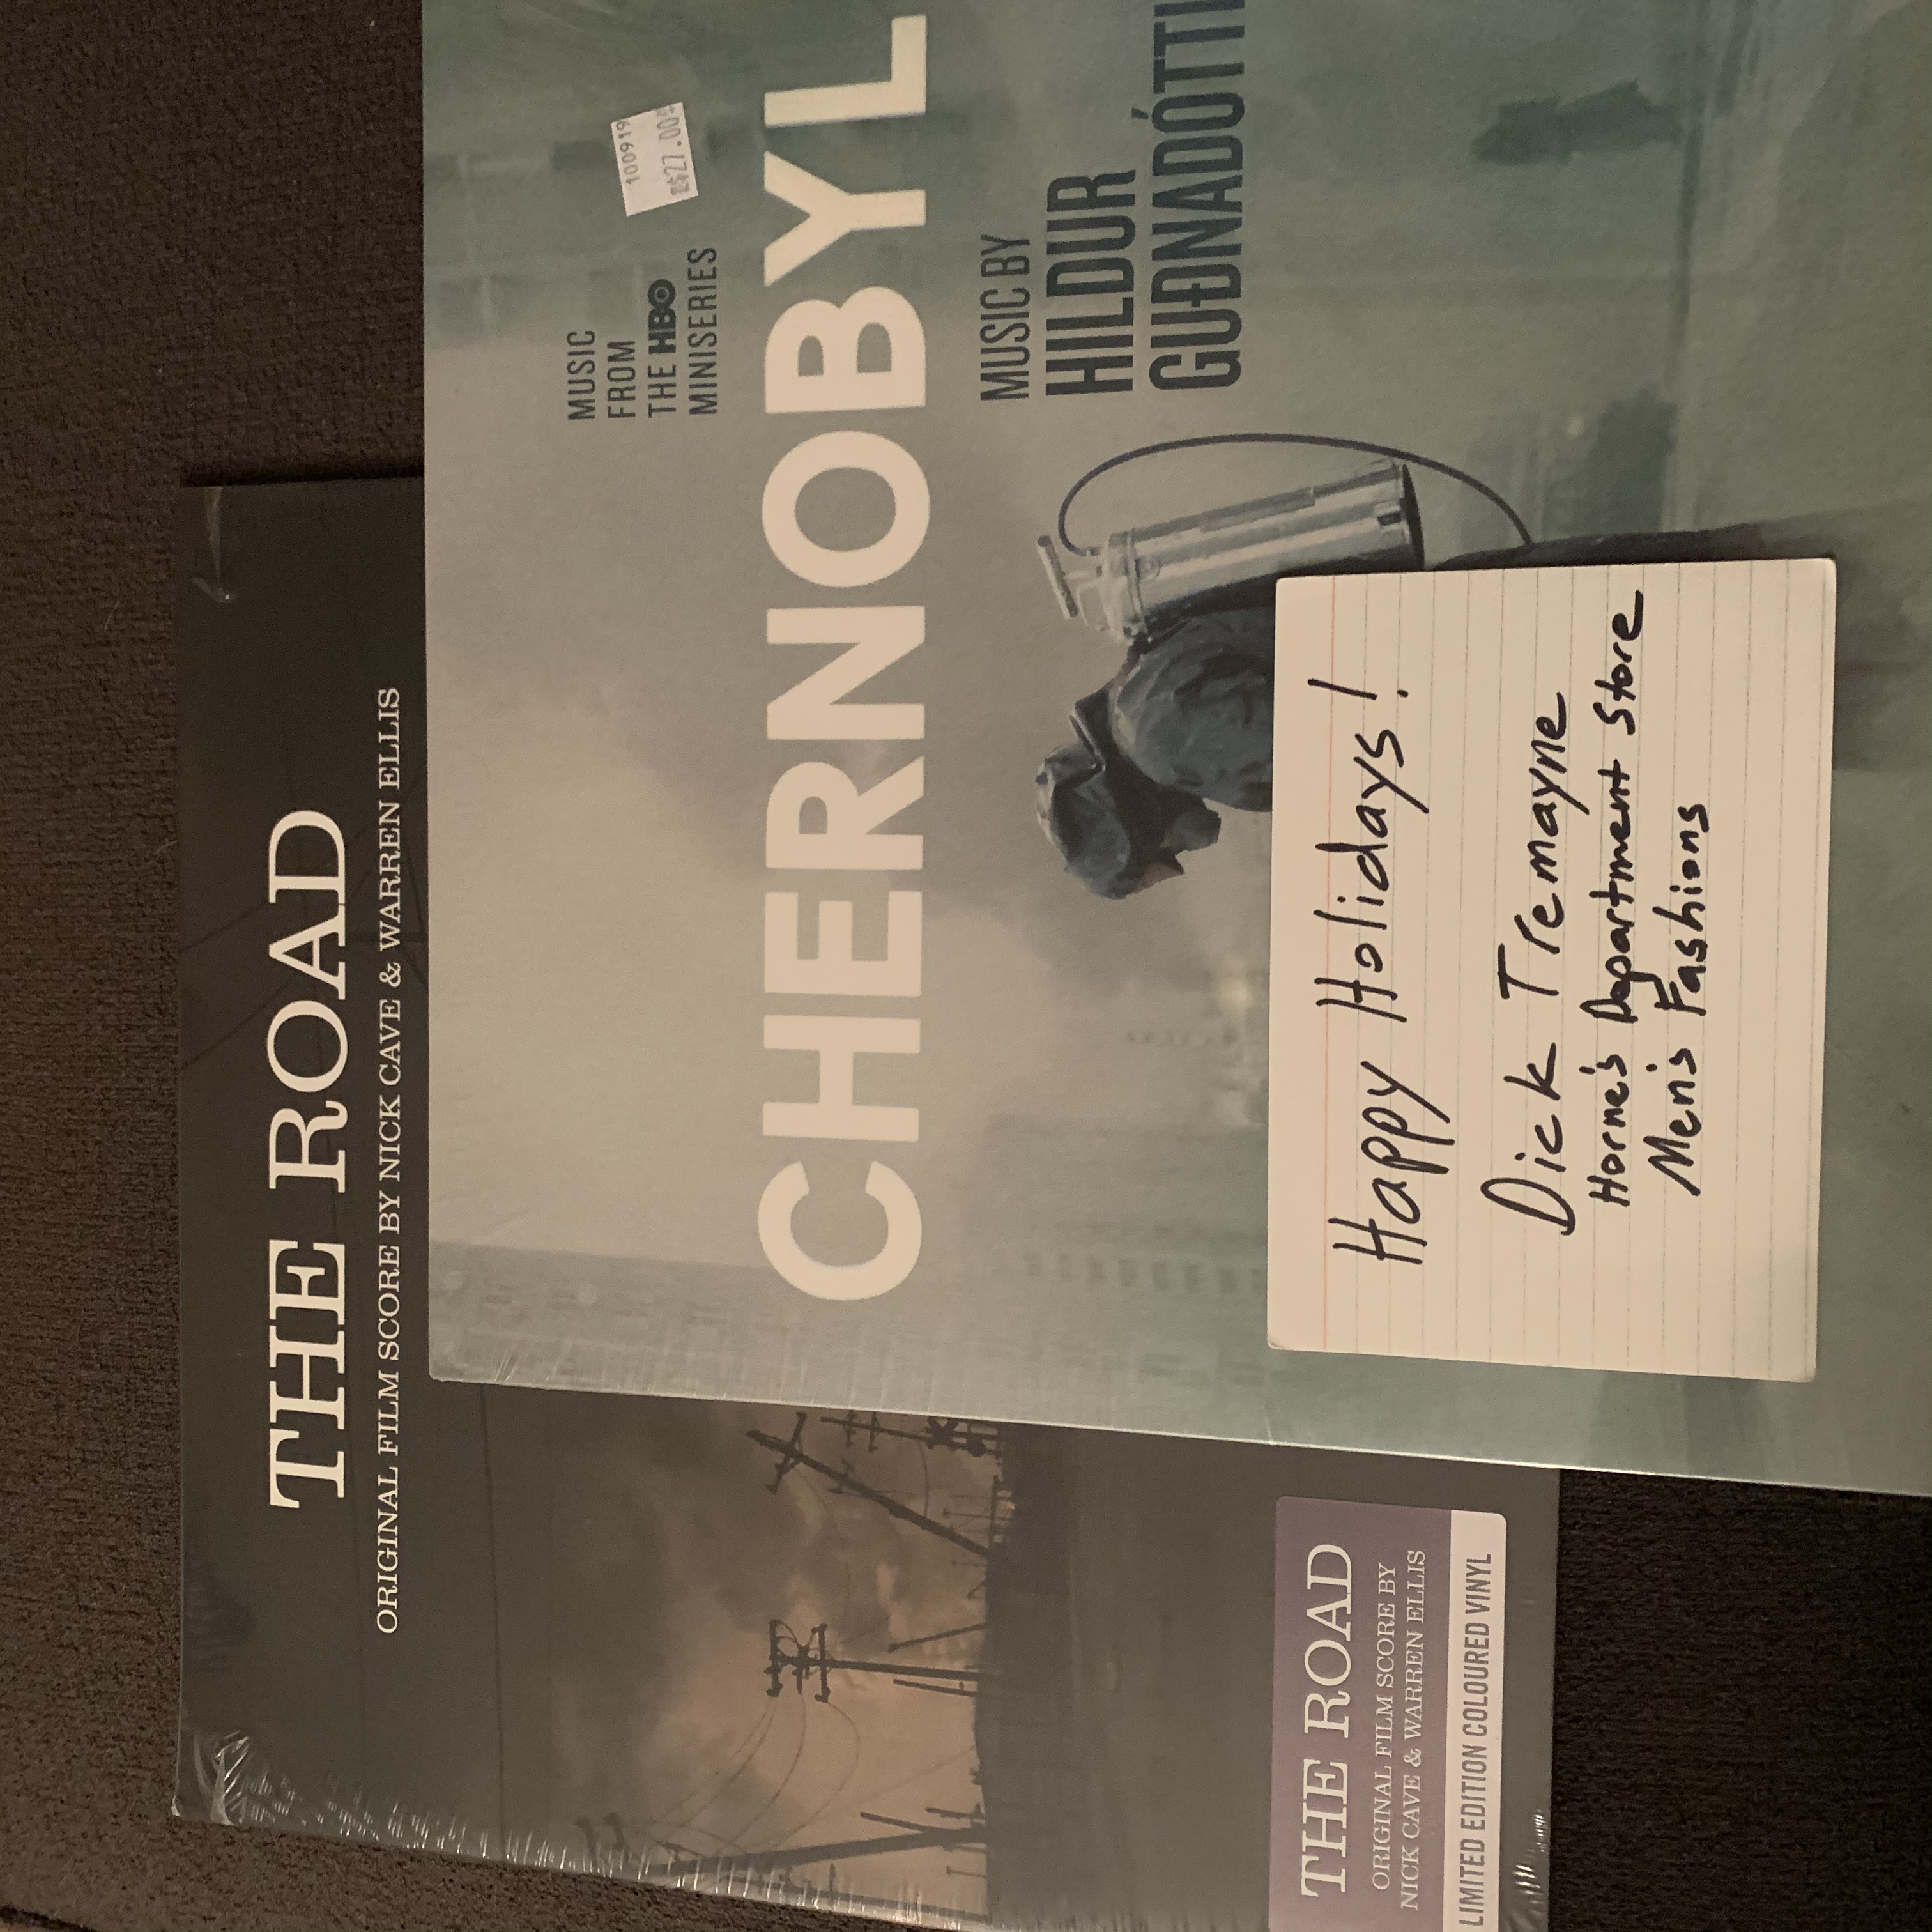 THE ROAD
ORIGINAL FILM SCORE BY NICK CAVE & WARREN ELLIS
100919
$27.00
MUSIC
FROM
THE HBO
MINISERIES
CHERNOBYL
MUSIC BY
HILDUR
GUÐNADÓTTI
Happy Holidays!
Dick Tremayne
Horne's Department Store
Men's Fashions
THE ROAD
ORIGINAL FILM SCORE BY
NICK CAVE & WARREN ELLIS
LIMITED EDITION COLOURED VINYL